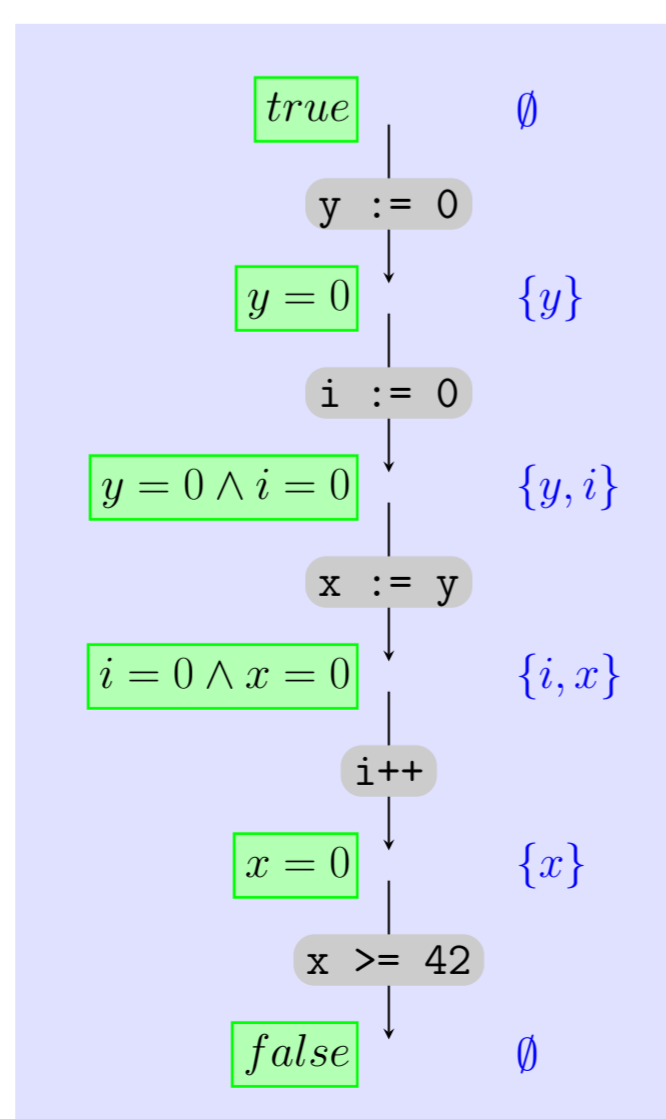 true ∅
y := 0
y = 0 {y}
i := 0
y = 0 ∧ i = 0 {y, i}
x := y
i = 0 ∧ x = 0 {i, x}
i++
x = 0 {x}
x >= 42
false ∅